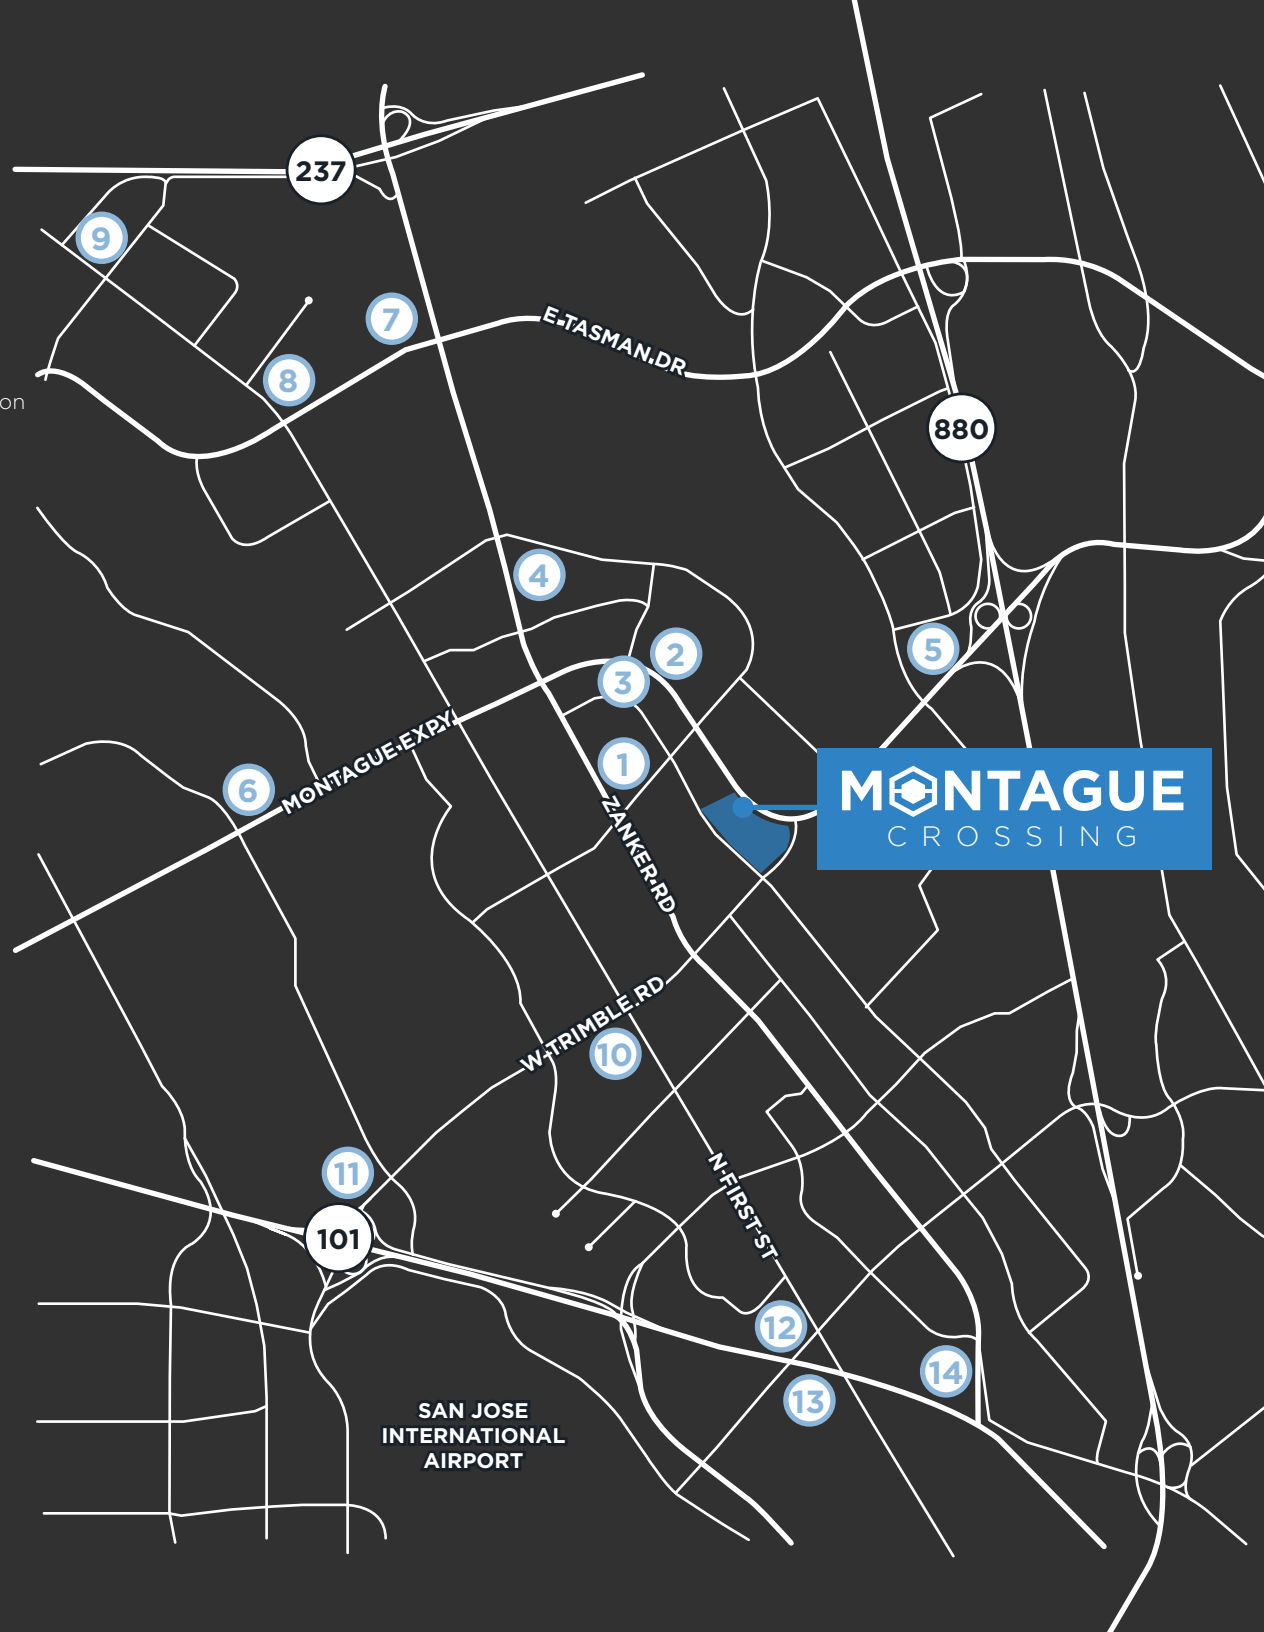 237
9
7
E TASMAN DR
8
on
880
4
5
2
3
MONTAGUE EXPY
1
6
ZANKER RD
MONTAGUE
CROSSING
W TRIMBLE RD
10
11
N FIRST ST
101
12
14
13
SAN JOSE
INTERNATIONAL
AIRPORT